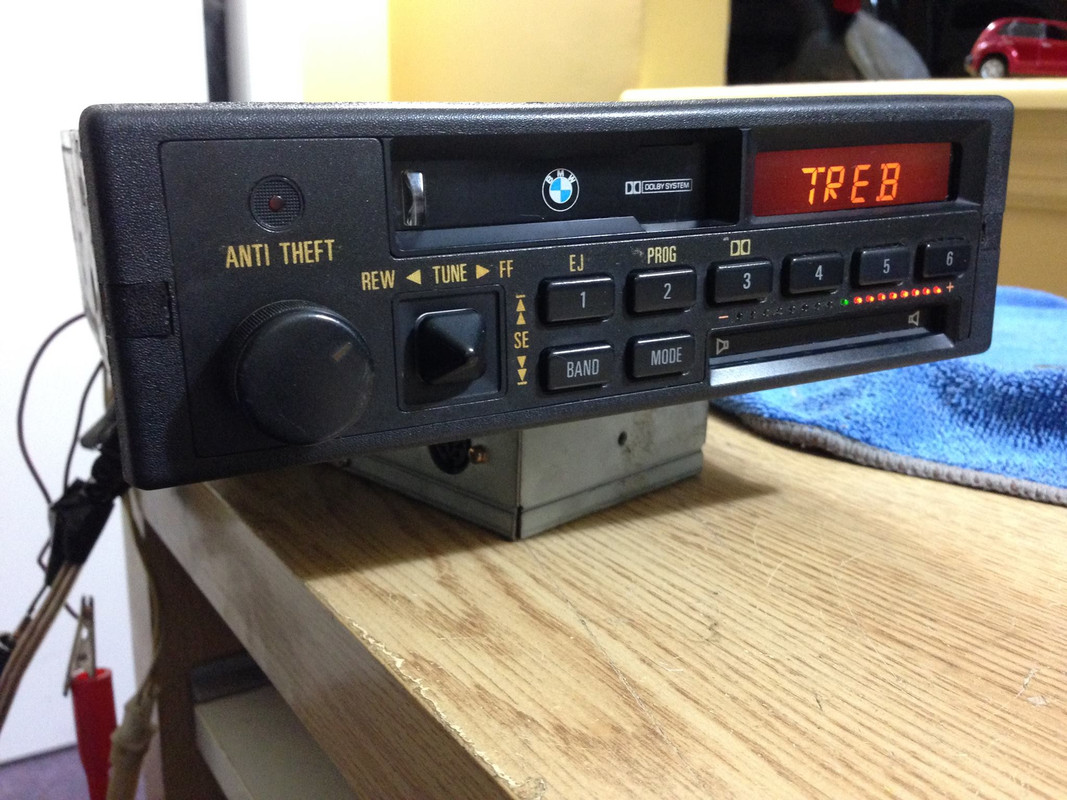 BMW
DOLBY SYSTEM
TREB
ANTI THEFT
REW ◀ TUNE ▶ FF
EJ
PROG
1
2
3
4
5
6
SE
BAND
MODE
- +